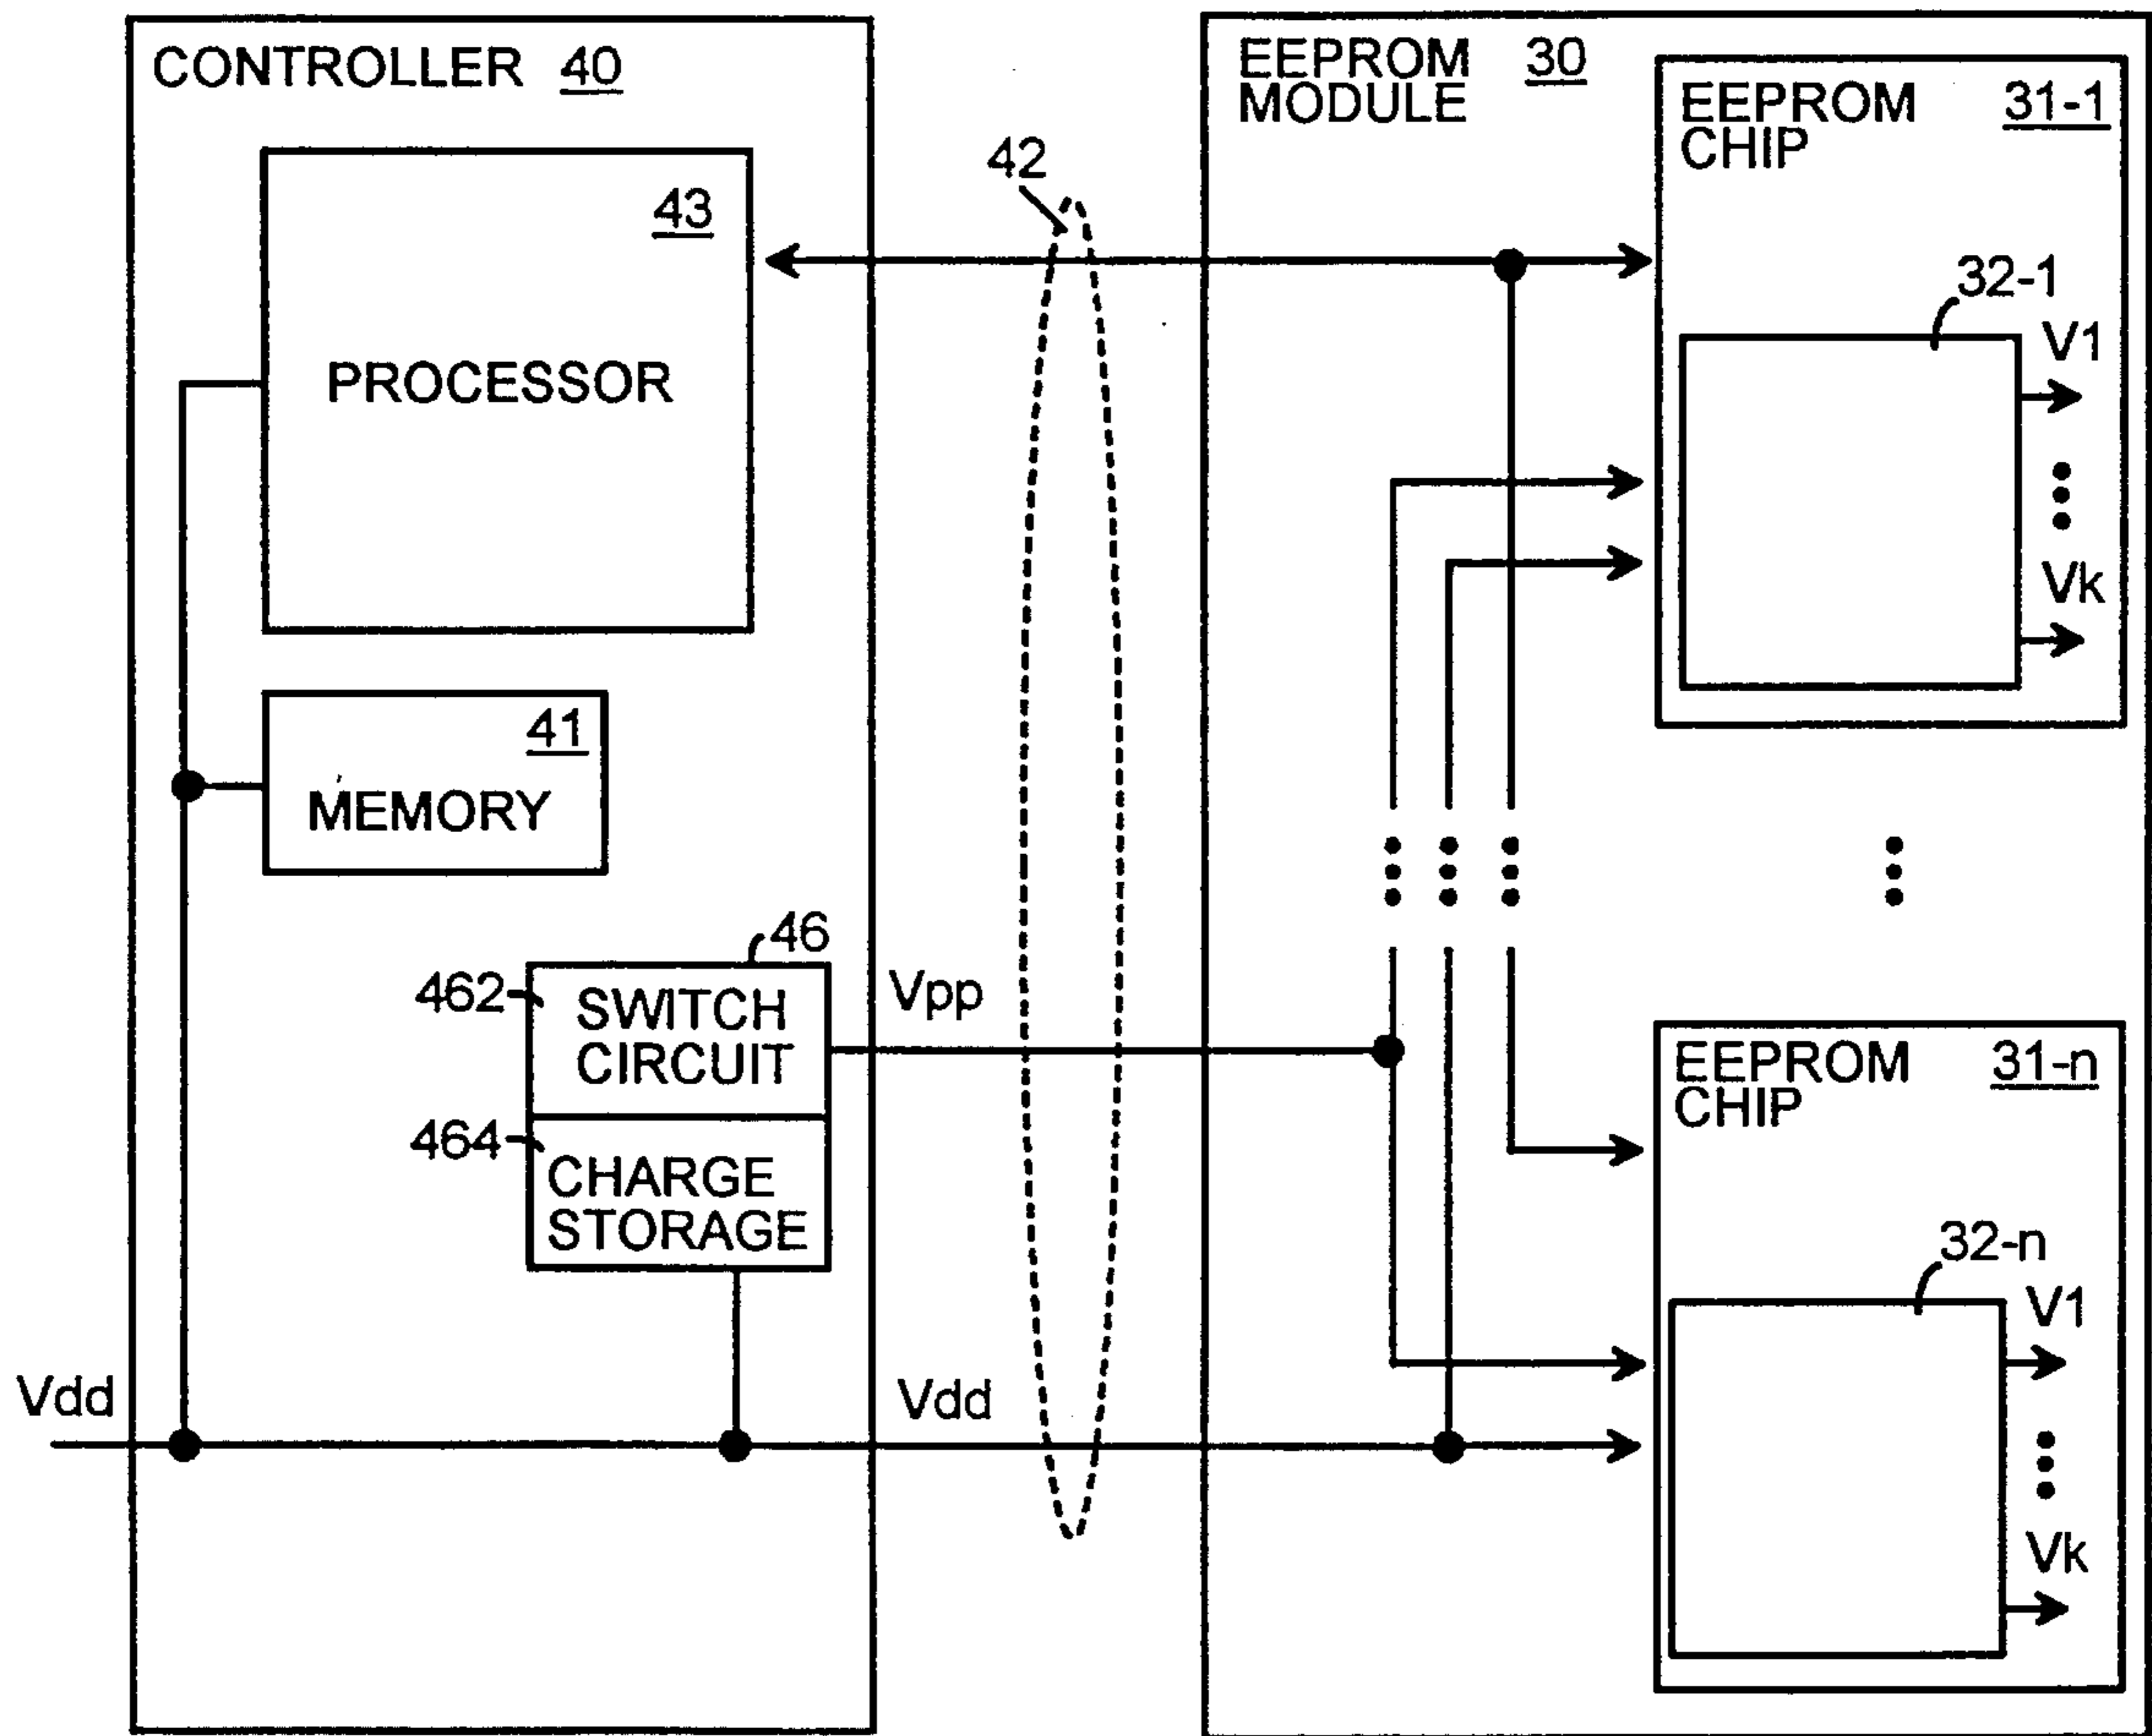 CONTROLLER 40
43
PROCESSOR
41
MEMORY
46
462
SWITCH
CIRCUIT
464
CHARGE
STORAGE
Vdd
42
Vpp
Vdd
EEPROM 30
MODULE
EEPROM 31-1
CHIP
32-1
V1
Vk
EEPROM 31-n
CHIP
32-n
V1
Vk